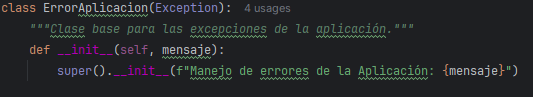 class ErrorAplicacion(Exception): 4 usages
"""Clase base para las excepciones de la aplicación."""
def __init__(self, mensaje):
super().__init__(f"Manejo de errores de la Aplicación: {mensaje}")